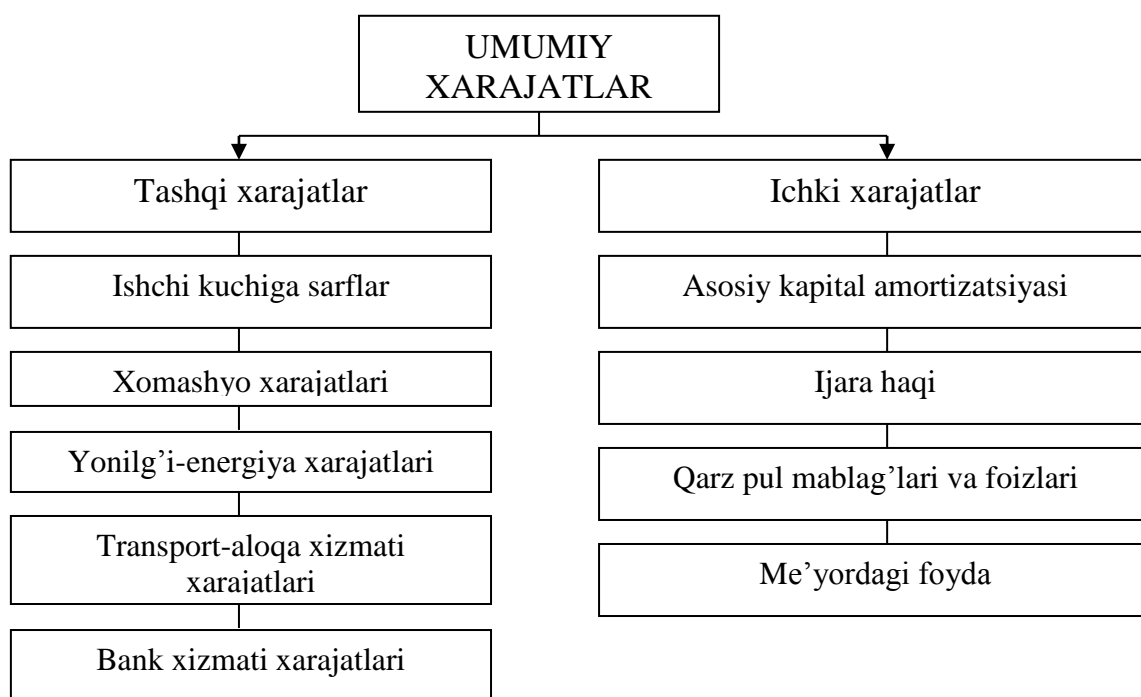 UMUMIY
XARAJATLAR
Tashqi xarajatlar
Ishchi kuchiga sarflar
Xomashyo xarajatlari
Yonilg’i-energiya xarajatlari
Transport-aloqa xizmati
xarajatlari
Bank xizmati xarajatlari
Ichki xarajatlar
Asosiy kapital amortizatsiyasi
Ijara haqi
Qarz pul mablag’lari va foizlari
Me’yordagi foyda